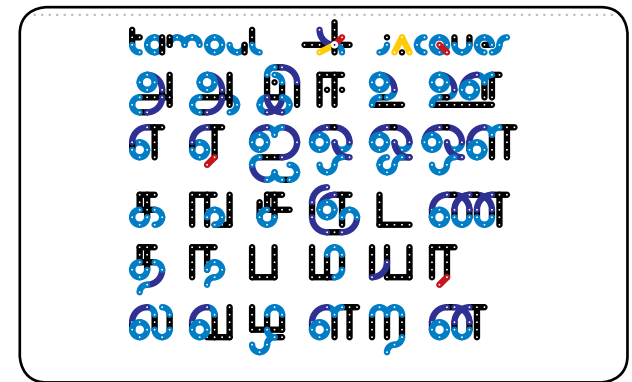 tamoul jacques
அ ஆ இ ஈ உ ஊ
எ ஏ ஐ ஒ ஓ ஔ
க ங ச ஞ ட ண
த ந ப ம ய ர
ல வ ழ ள ற ன